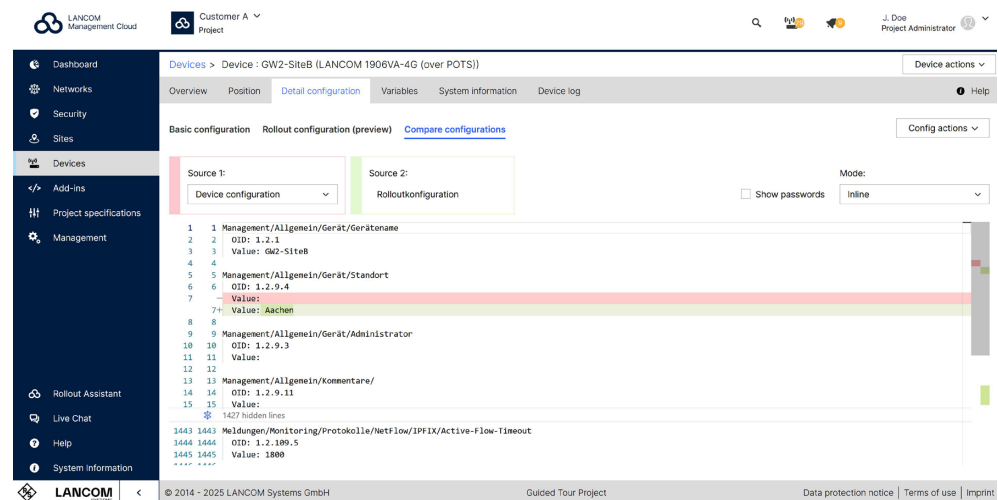 LANCOM
Management Cloud
Customer A
Project
J. Doe
Project Administrator
Dashboard
Networks
Security
Sites
Devices
Add-ins
Project specifications
Management
Rollout Assistant
Live Chat
Help
System Information
LANCOM
SYSTEMS
Devices > Device : GW2-SiteB (LANCOM 1906VA-4G (over POTS))
Device actions
Overview Position Detail configuration Variables System information Device log
Help
Basic configuration Rollout configuration (preview) Compare configurations
Config actions
Source 1:
Device configuration
Source 2:
Rolloutkonfiguration
Show passwords
Mode:
Inline
1 1 Management/Allgemein/Gerät/Gerätename
2 2 OID: 1.2.1
3 3 Value: GW2-SiteB
4 4
5 5 Management/Allgemein/Gerät/Standort
6 6 OID: 1.2.9.4
7 — Value:
7+ Value: Aachen
8 8
9 9 Management/Allgemein/Gerät/Administrator
10 10 OID: 1.2.9.3
11 11 Value:
12 12
13 13 Management/Allgemein/Kommentare/
14 14 OID: 1.2.9.11
15 15 Value:
1427 hidden lines
1443 1443 Meldungen/Monitoring/Protokolle/NetFlow/IPFIX/Active-Flow-Timeout
1444 1444 OID: 1.2.109.5
1445 1445 Value: 1800
© 2014 - 2025 LANCOM Systems GmbH
Guided Tour Project
Data protection notice | Terms of use | Imprint